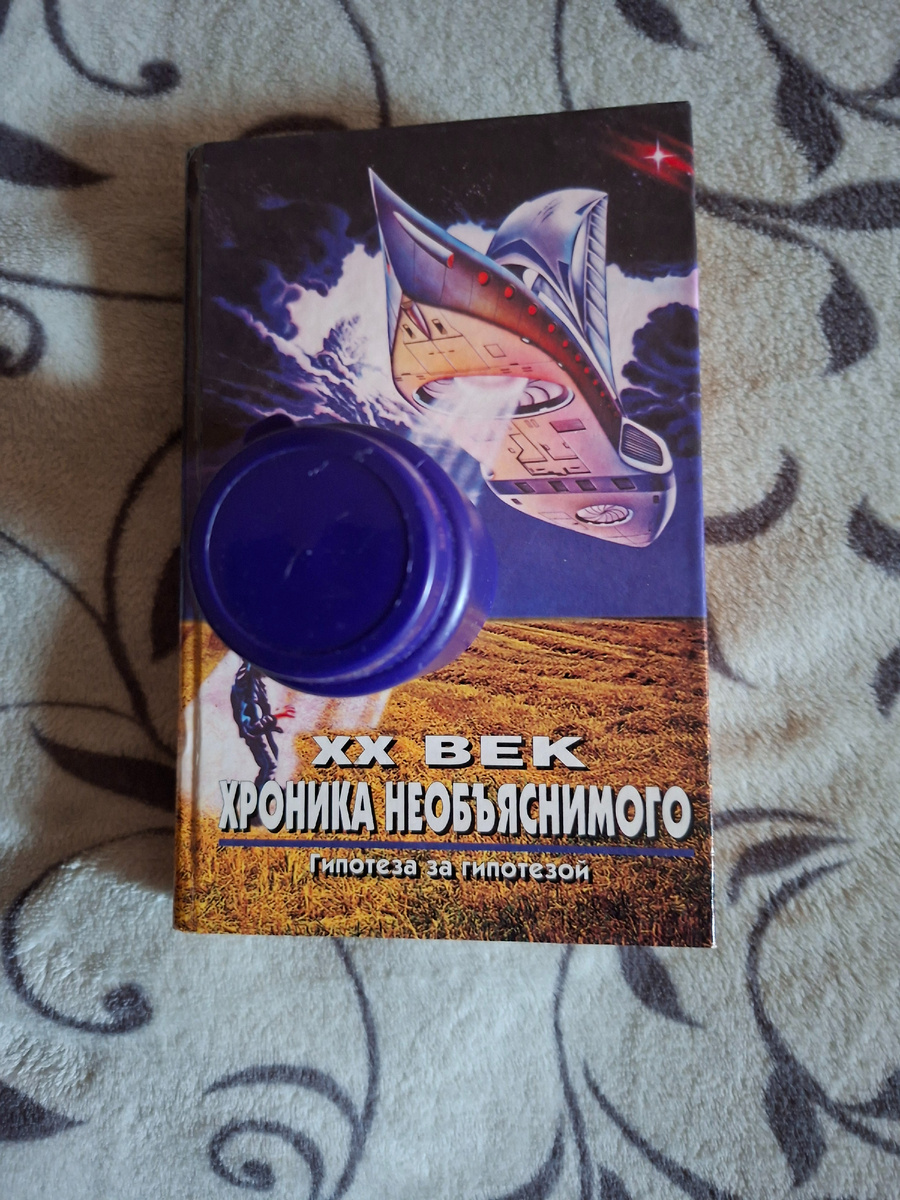 XX ВЕК
ХРОНИКА НЕОБЪЯСНИМОГО
Гипотеза за гипотезой